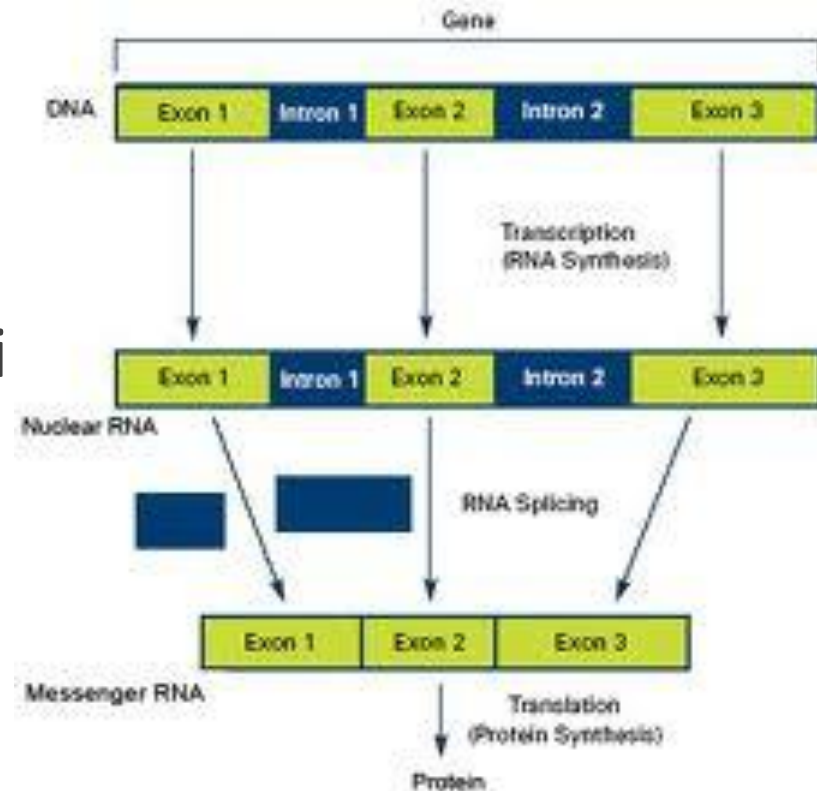 Gene
DNA
Exon 1 Intron 1 Exon 2 Intron 2 Exon 3
Transcription
(RNA Synthesis)
i
Exon 1 Intron 1 Exon 2 Intron 2 Exon 3
Nuclear RNA
RNA Splicing
Exon 1 Exon 2 Exon 3
Messenger RNA
Translation
(Protein Synthesis)
Protein